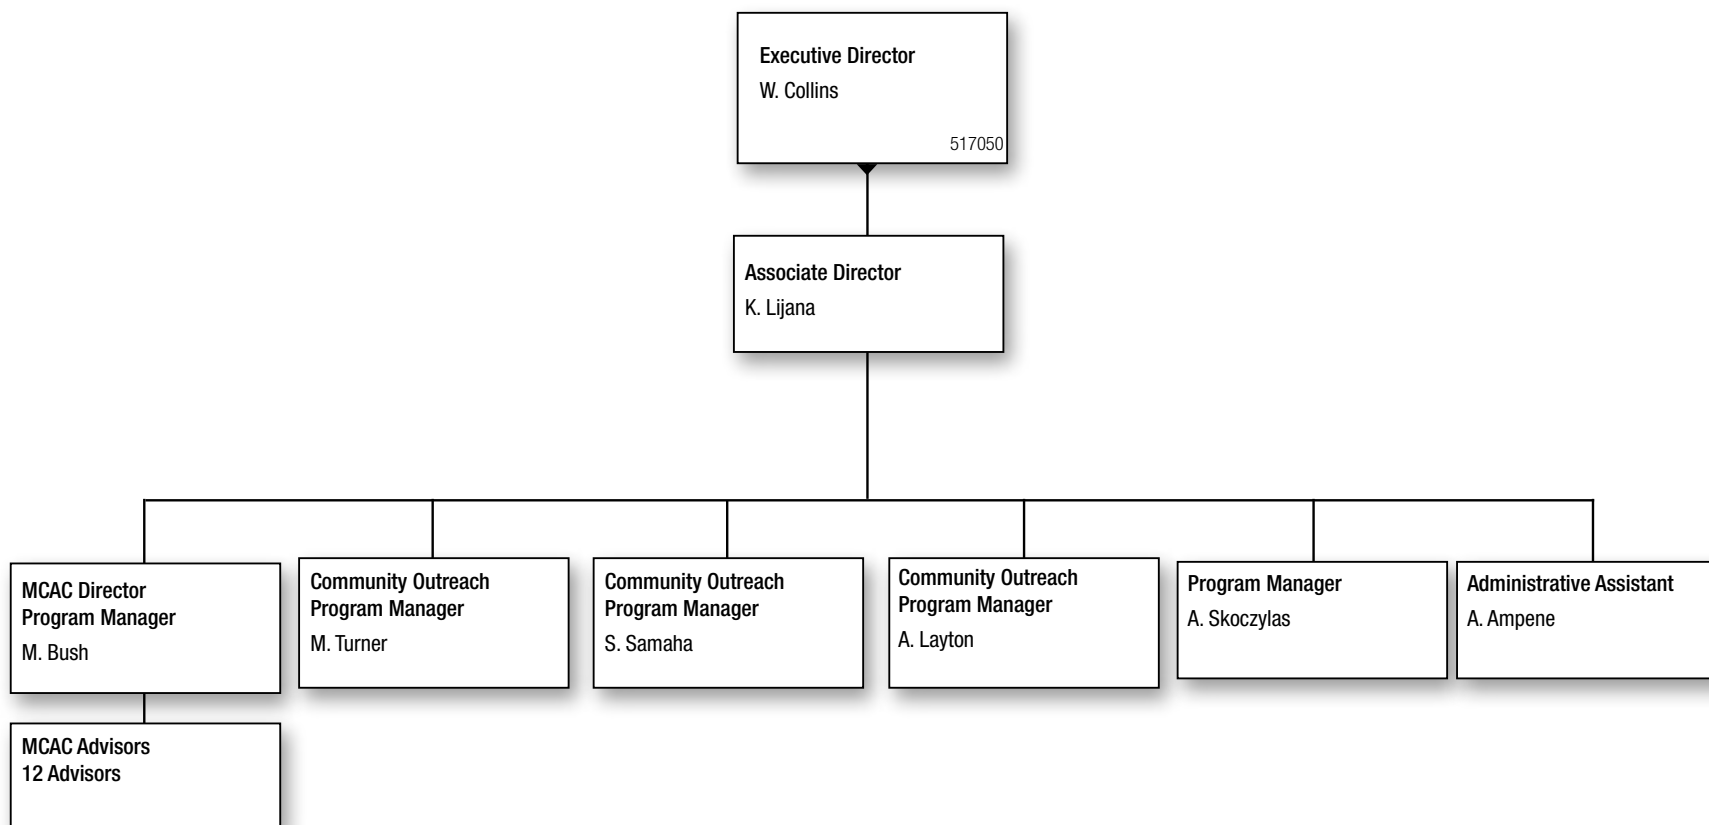 Executive Director
W. Collins
517050
Associate Director
K. Lijana
MCAC Director
Program Manager
M. Bush
Community Outreach
Program Manager
M. Turner
Community Outreach
Program Manager
S. Samaha
Community Outreach
Program Manager
A. Layton
Program Manager
A. Skoczylas
Administrative Assistant
A. Ampene
MCAC Advisors
12 Advisors